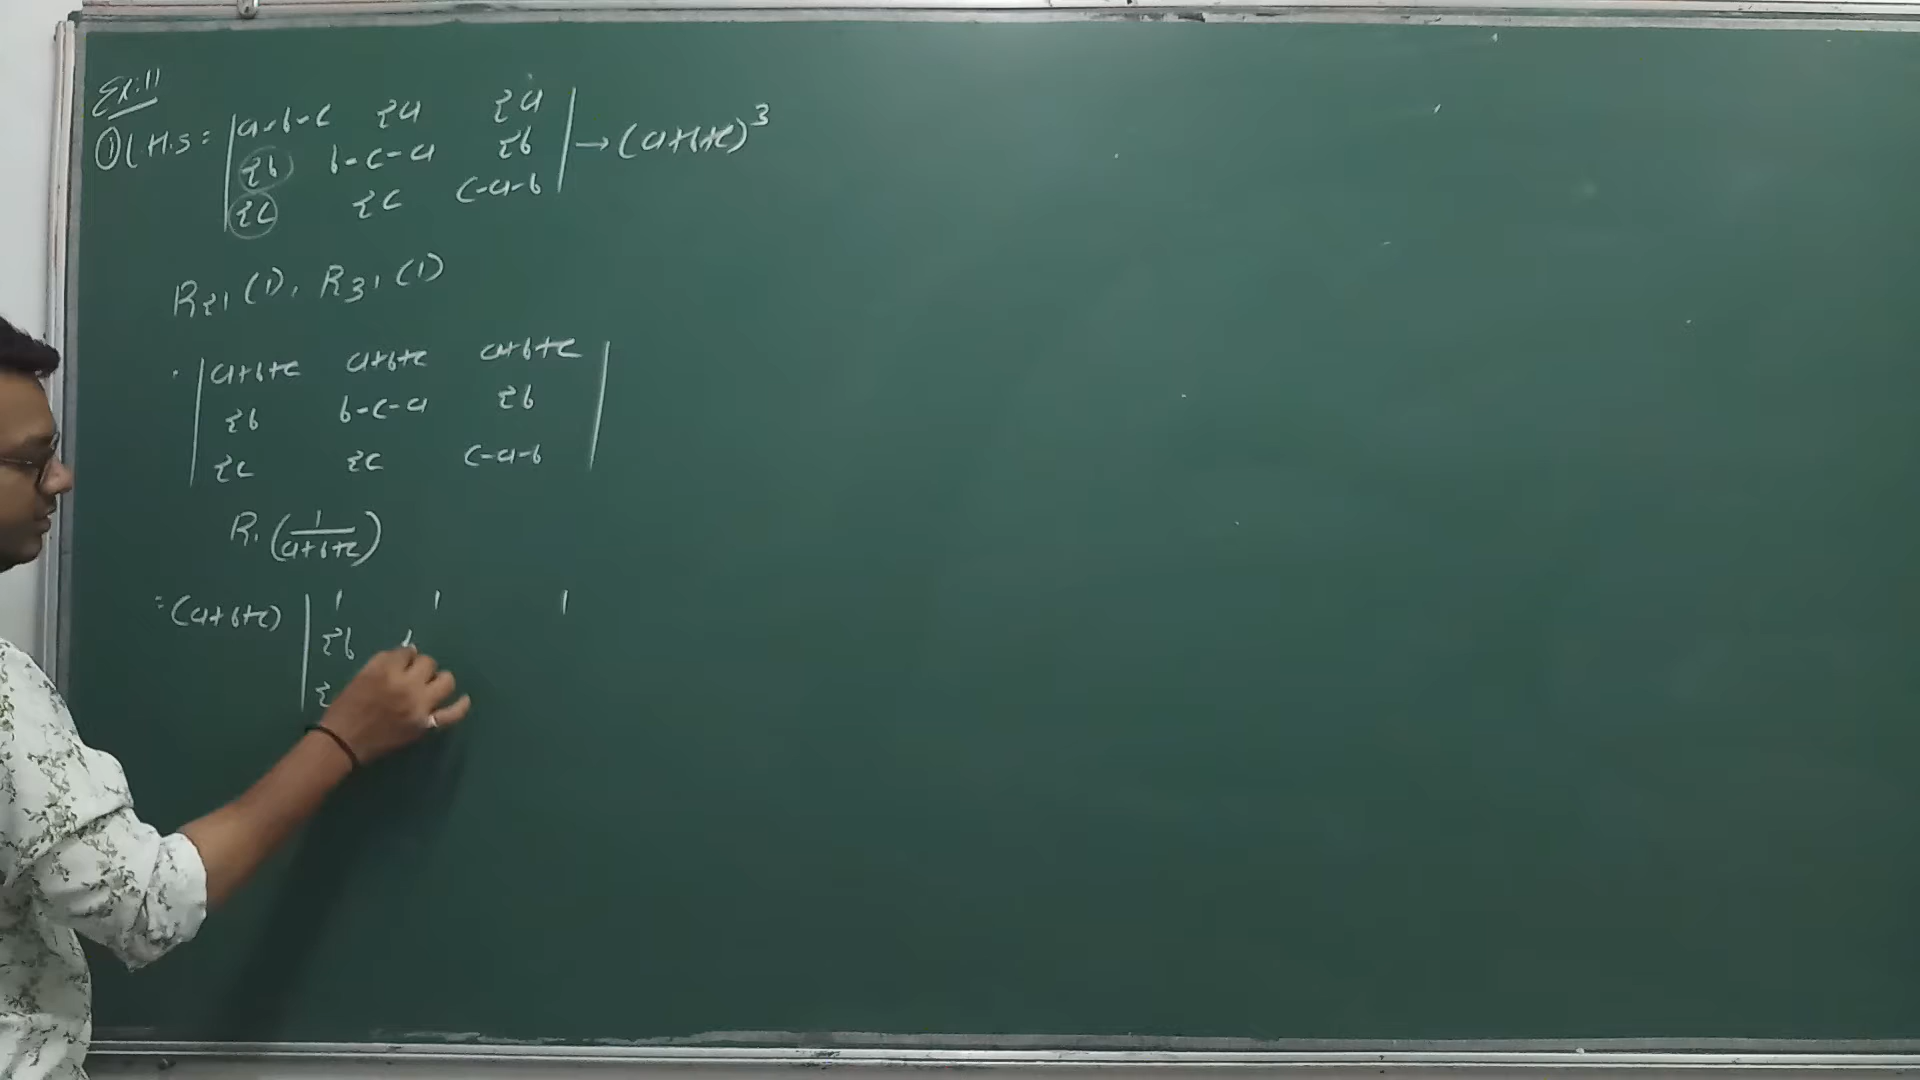 Ex:11
① L.H.S = | a-b-c 2a 2a |
| 2b b-c-a 2b | → (a+b+c)³
| 2c 2c c-a-b |
R₂₁(1), R₃₁(1)
| a+b+c a+b+c a+b+c |
| 2b b-c-a 2b |
| 2c 2c c-a-b |
R₁(1/(a+b+c))
=(a+b+c) | 1 1 1
| 2b b
| 2